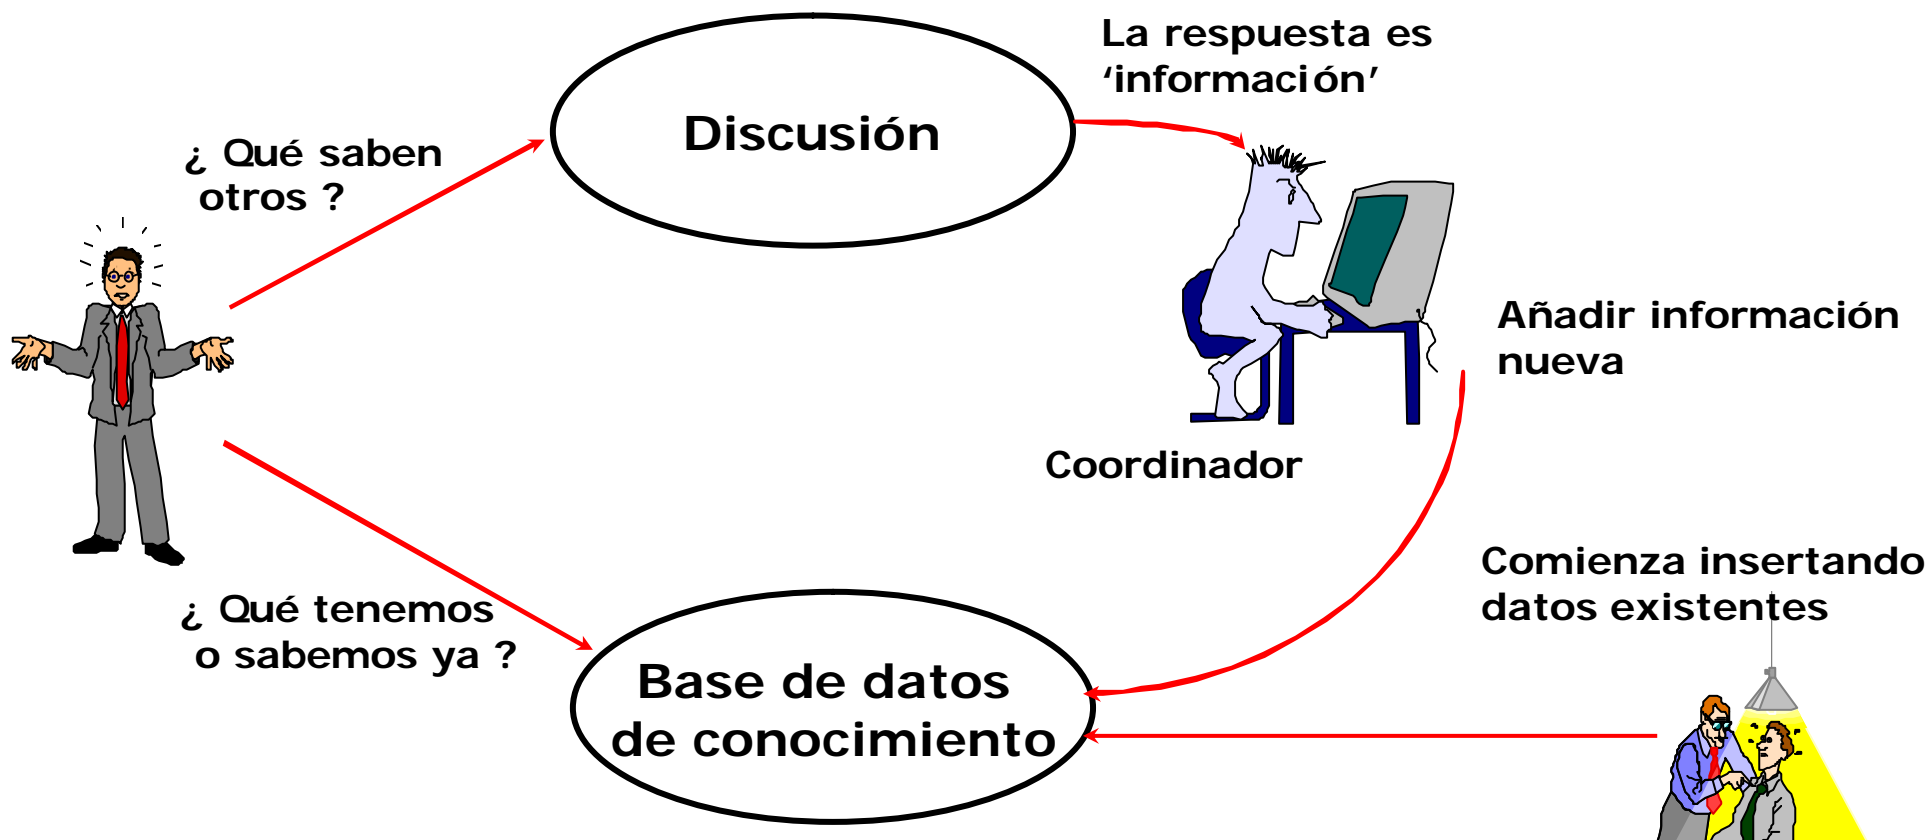 La respuesta es
‘información’
Discusión
¿ Qué saben
otros ?
Añadir información
nueva
Coordinador
Comienza insertando
datos existentes
¿ Qué tenemos
o sabemos ya ?
Base de datos
de conocimiento